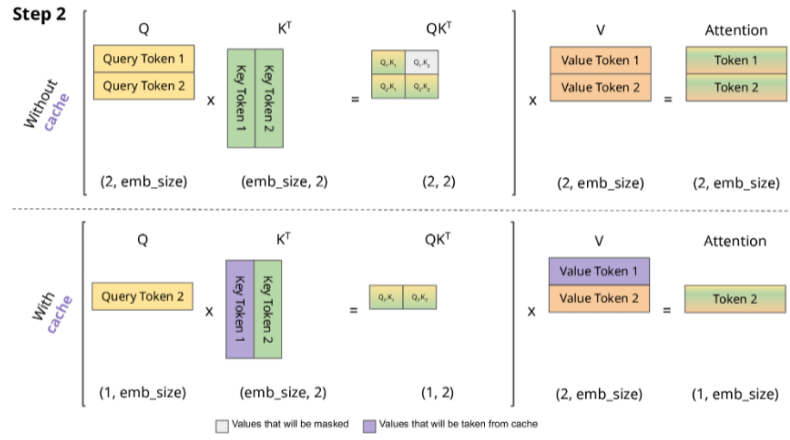 Step 2
Without
cache
Q
Kᵀ
QKᵀ
V
Attention
Query Token 1
Query Token 2
x
Key Token 1
Key Token 2
=
Q₁K₁
Q₁K₂
Q₂K₁
Q₂K₂
x
Value Token 1
Value Token 2
=
Token 1
Token 2
(2, emb_size)
(emb_size, 2)
(2, 2)
(2, emb_size)
(2, emb_size)
With
cache
Q
Kᵀ
QKᵀ
V
Attention
Query Token 2
x
Key Token 1
Key Token 2
=
x
Value Token 1
Value Token 2
=
Token 2
(1, emb_size)
(emb_size, 2)
(1, 2)
(2, emb_size)
(1, emb_size)
Values that will be masked
Values that will be taken from cache